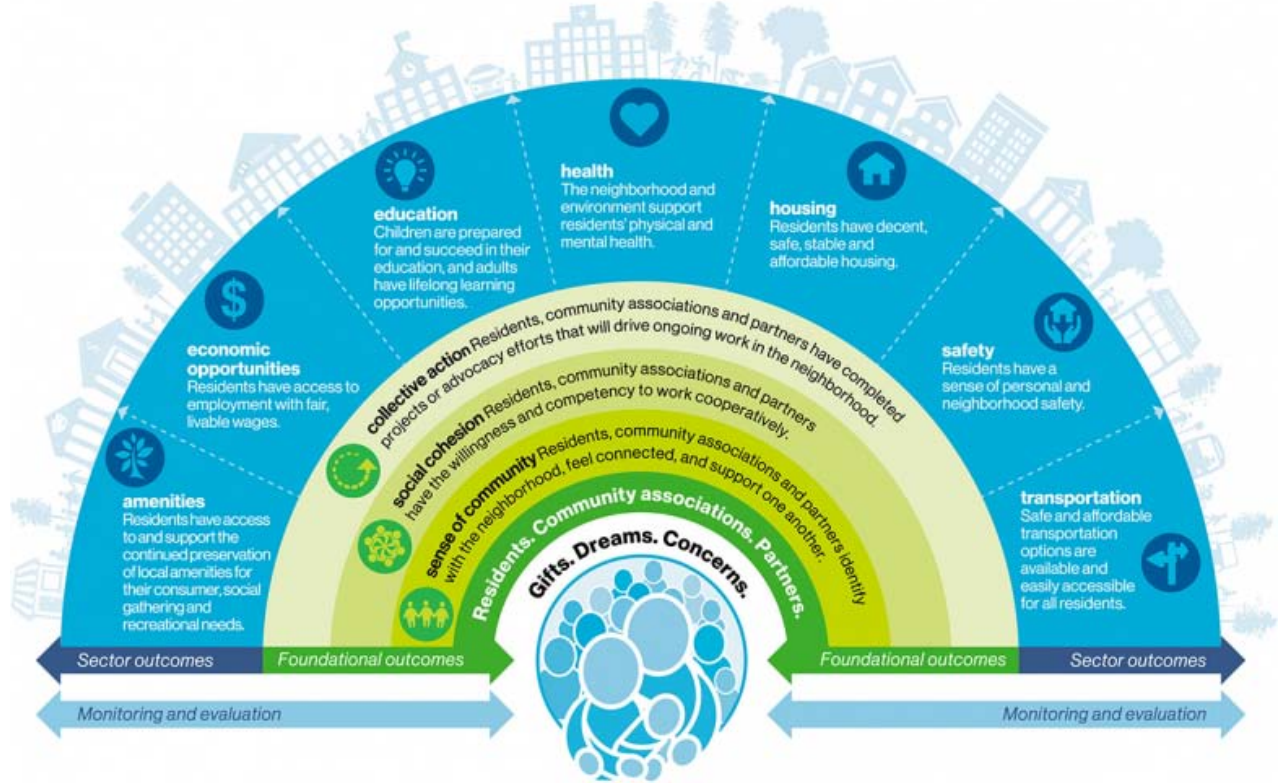 amenities
Residents have access
to and support the
continued preservation
of local amenities for
their consumer, social
gathering and
recreational needs.
economic
opportunities
Residents have access to
employment with fair,
livable wages.
education
Children are prepared
for and succeed in their
education, and adults
have lifelong learning
opportunities.
health
The neighborhood and
environment support
residents' physical and
mental health.
housing
Residents have decent,
safe, stable and
affordable housing.
safety
Residents have a
sense of personal and
neighborhood safety.
transportation
Safe and affordable
transportation
options are
available and
easily accessible
for all residents.
collective action Residents, community associations and partners have completed
projects or advocacy efforts that will drive ongoing work in the neighborhood.
social cohesion Residents, community associations and partners
have the willingness and competency to work cooperatively.
sense of community Residents, community associations and partners identify
with the neighborhood, feel connected, and support one another.
Residents. Community associations. Partners.
Gifts. Dreams. Concerns.
$
Sector outcomes
Foundational outcomes
Foundational outcomes
Sector outcomes
Monitoring and evaluation
Monitoring and evaluation